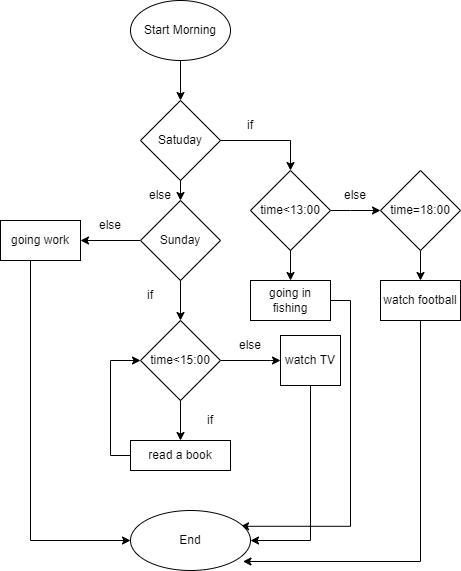 Start Morning
if
Satuday
else
time<13:00
else
time=18:00
else
going work
Sunday
going in
fishing
watch football
if
time<15:00
else
watch TV
if
read a book
End